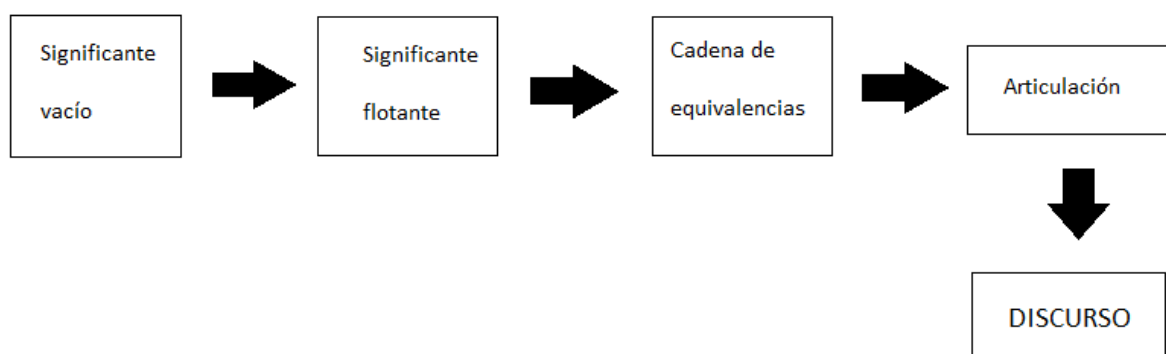 Significante
vacío
Significante
flotante
Cadena de
equivalencias
Articulación
DISCURSO